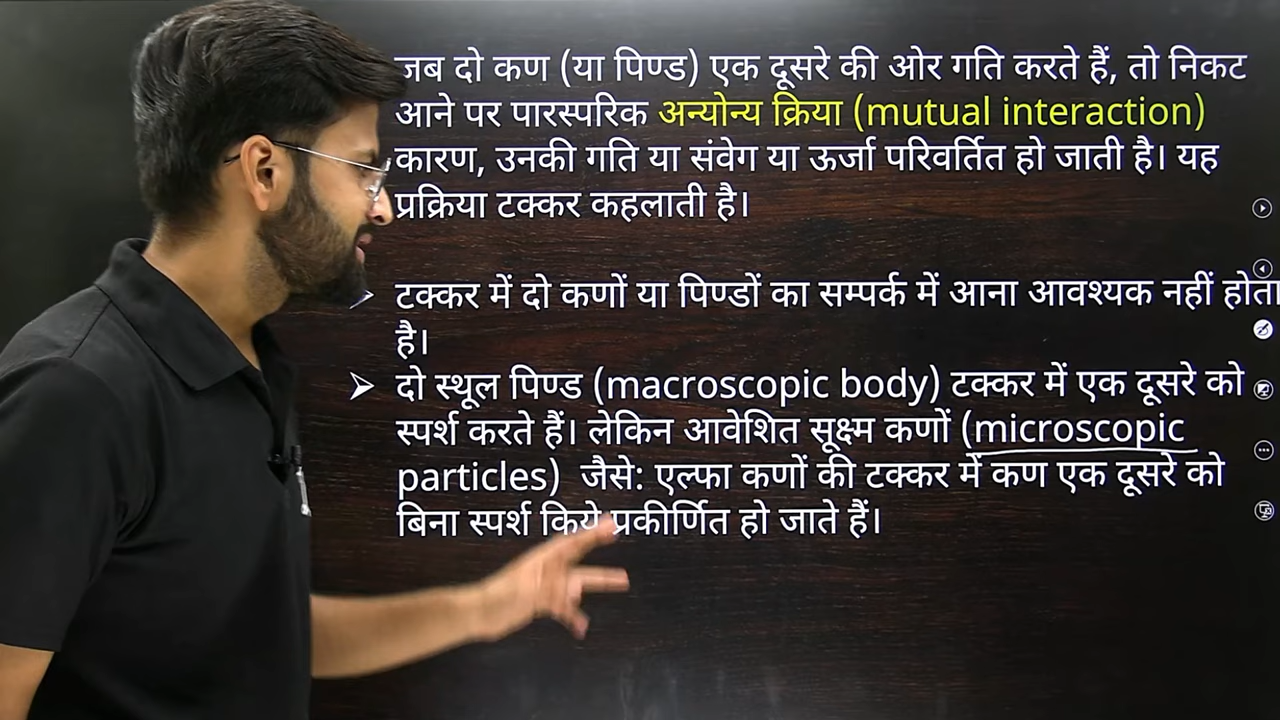 जब दो कण (या पिण्ड) एक दूसरे की ओर गति करते हैं, तो निकट
आने पर पारस्परिक अन्योन्य क्रिया (mutual interaction)
कारण, उनकी गति या संवेग या ऊर्जा परिवर्तित हो जाती है। यह
प्रक्रिया टक्कर कहलाती है।
टक्कर में दो कणों या पिण्डों का सम्पर्क में आना आवश्यक नहीं होता
है।
➤ दो स्थूल पिण्ड (macroscopic body) टक्कर में एक दूसरे को
स्पर्श करते हैं। लेकिन आवेशित सूक्ष्म कणों (microscopic
particles) जैसे: एल्फा कणों की टक्कर में कण एक दूसरे को
बिना स्पर्श किये प्रकीर्णित हो जाते हैं।